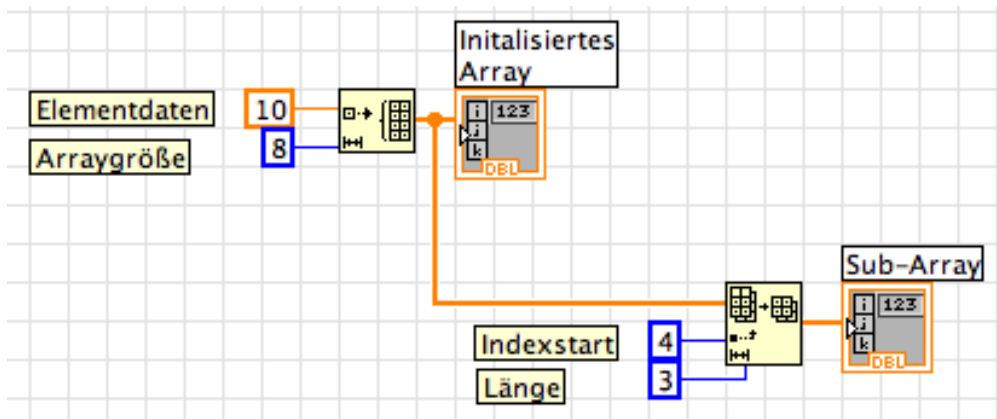 Initalisiertes
Array
Elementdaten
10
Arraygröße
8
i
j
k
123
DBL
Sub-Array
i
j
k
123
DBL
Indexstart
4
Länge
3